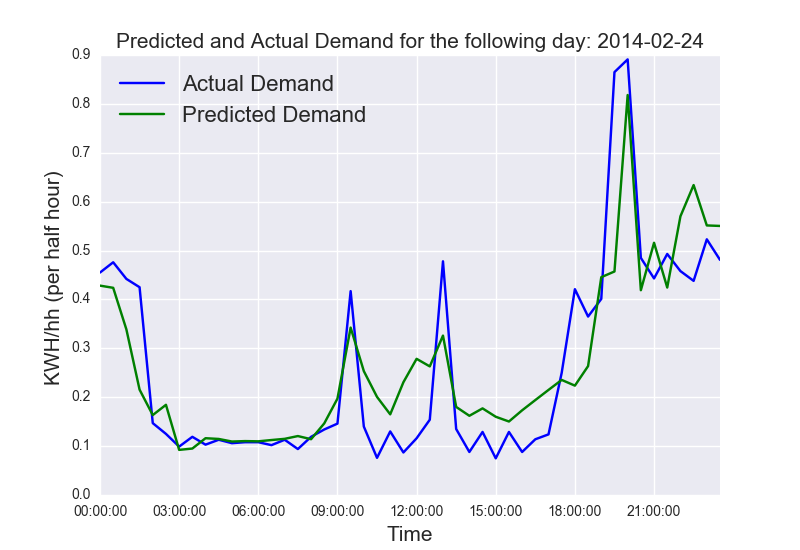 Predicted and Actual Demand for the following day: 2014-02-24
Actual Demand
Predicted Demand
KWH/hh (per half hour)
0.9
0.8
0.7
0.6
0.5
0.4
0.3
0.2
0.1
0.0
00:00:00 03:00:00 06:00:00 09:00:00 12:00:00 15:00:00 18:00:00 21:00:00
Time